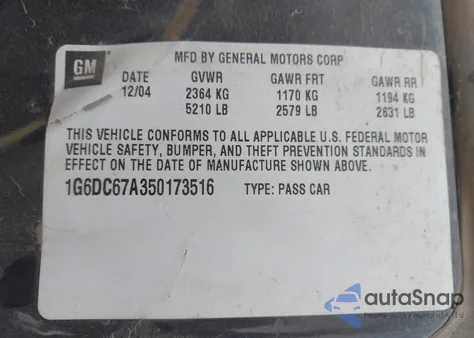 GM
MFD BY GENERAL MOTORS CORP
DATE GVWR GAWR FRT GAWR RR
12/04 2364 KG 1170 KG 1194 KG
5210 LB 2579 LB 2631 LB
THIS VEHICLE CONFORMS TO ALL APPLICABLE U.S. FEDERAL MOTOR
VEHICLE SAFETY, BUMPER, AND THEFT PREVENTION STANDARDS IN
EFFECT ON THE DATE OF MANUFACTURE SHOWN ABOVE.
1G6DC67A350173516 TYPE: PASS CAR
autoSnap